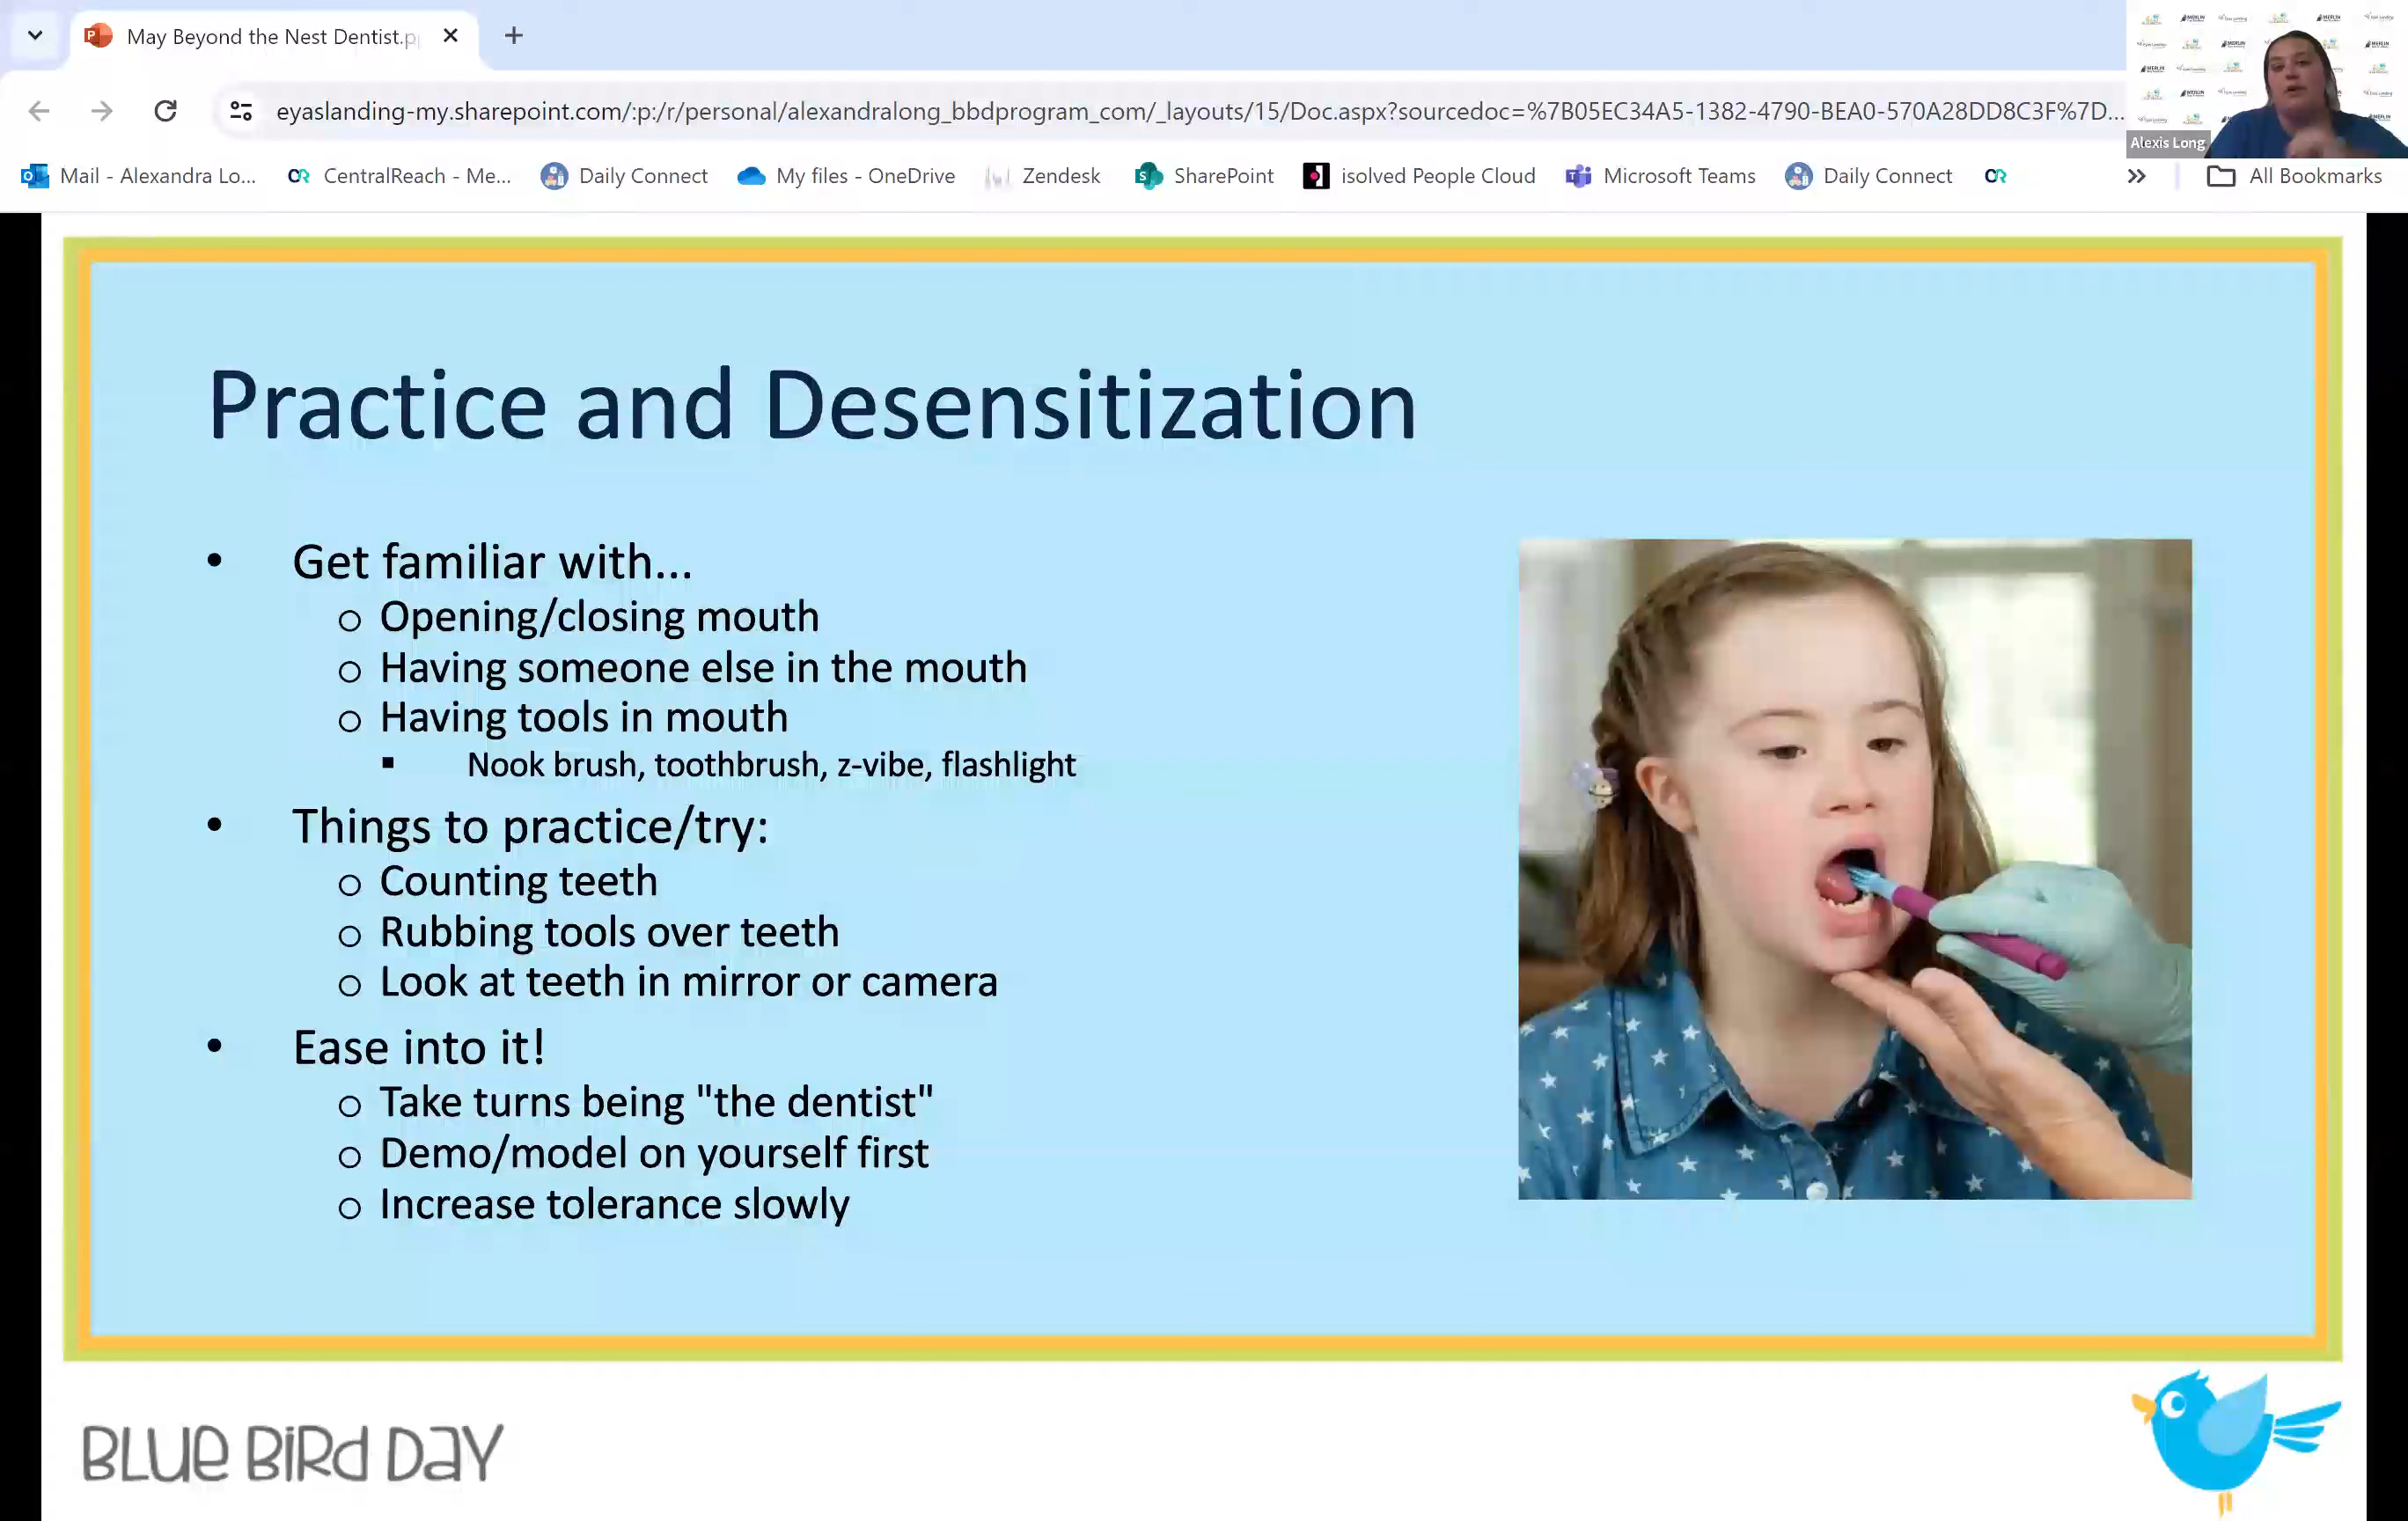 May Beyond the Nest Dentist.p
eyaslanding-my.sharepoint.com/:p:/r/personal/alexandralong_bbdprogram_com/_layouts/15/Doc.aspx?sourcedoc=%7B05EC34A5-1382-4790-BEA0-570A28DD8C3F%7D...
Alexis Long
Mail - Alexandra Lo... CentralReach - Me... Daily Connect My files - OneDrive Zendesk SharePoint isolved People Cloud Microsoft Teams Daily Connect CR » All Bookmarks
Practice and Desensitization
• Get familiar with...
o Opening/closing mouth
o Having someone else in the mouth
o Having tools in mouth
▪ Nook brush, toothbrush, z-vibe, flashlight
• Things to practice/try:
o Counting teeth
o Rubbing tools over teeth
o Look at teeth in mirror or camera
• Ease into it!
o Take turns being "the dentist"
o Demo/model on yourself first
o Increase tolerance slowly
BLUE BIRD DAY